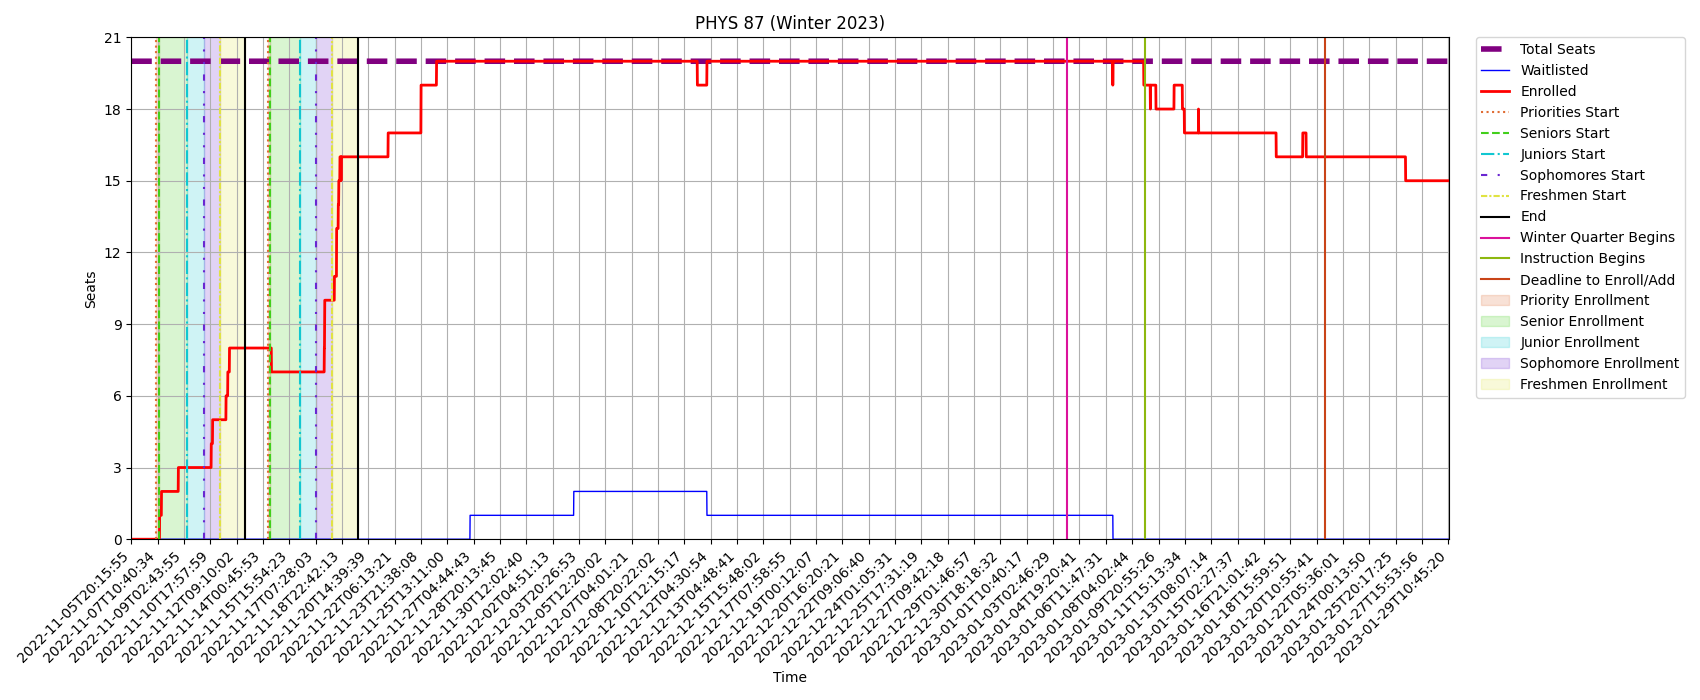 PHYS 87 (Winter 2023)
21
18
15
12
9
6
3
0
Seats
2022-11-05T20:15:55
2022-11-07T10:40:34
2022-11-09T02:43:55
2022-11-10T17:57:59
2022-11-12T09:10:02
2022-11-14T00:45:53
2022-11-15T15:54:23
2022-11-17T07:28:03
2022-11-18T22:42:13
2022-11-20T14:39:39
2022-11-22T06:13:21
2022-11-23T21:38:08
2022-11-25T13:11:00
2022-11-27T04:44:43
2022-11-28T20:13:45
2022-11-30T12:02:40
2022-12-02T04:51:13
2022-12-03T20:26:53
2022-12-05T12:20:02
2022-12-07T04:01:21
2022-12-08T20:22:02
2022-12-10T12:15:17
2022-12-12T04:30:54
2022-12-13T04:48:41
2022-12-15T15:48:02
2022-12-17T07:58:55
2022-12-19T00:12:07
2022-12-20T16:20:21
2022-12-22T09:06:40
2022-12-24T01:05:31
2022-12-25T17:31:19
2022-12-27T09:42:18
2022-12-29T01:46:57
2022-12-30T18:18:32
2023-01-01T10:40:17
2023-01-03T02:46:29
2023-01-04T19:20:41
2023-01-06T11:47:31
2023-01-08T04:02:44
2023-01-09T20:55:26
2023-01-11T15:13:34
2023-01-13T08:07:14
2023-01-15T02:27:37
2023-01-16T21:01:42
2023-01-18T15:59:51
2023-01-20T10:55:41
2023-01-22T05:36:01
2023-01-24T00:13:50
2023-01-25T20:17:25
2023-01-27T15:53:56
2023-01-29T10:45:20
Time
Total Seats
Waitlisted
Enrolled
Priorities Start
Seniors Start
Juniors Start
Sophomores Start
Freshmen Start
End
Winter Quarter Begins
Instruction Begins
Deadline to Enroll/Add
Priority Enrollment
Senior Enrollment
Junior Enrollment
Sophomore Enrollment
Freshmen Enrollment